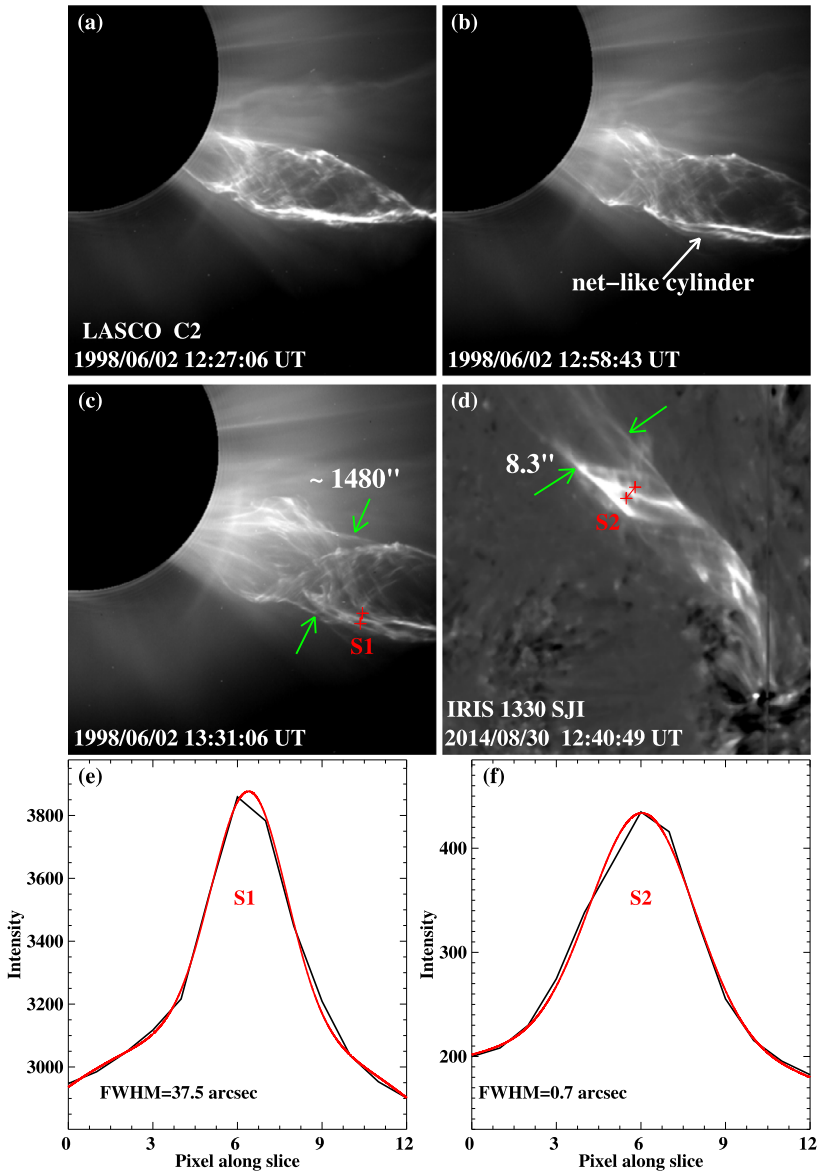 (a)
LASCO C2
1998/06/02 12:27:06 UT
(b)
net-like cylinder
1998/06/02 12:58:43 UT
(c)
~ 1480"
S1
1998/06/02 13:31:06 UT
(d)
8.3"
S2
IRIS 1330 SJI
2014/08/30 12:40:49 UT
(e)
3800
3600
3400
3200
3000
Intensity
S1
FWHM=37.5 arcsec
0 3 6 9 12
Pixel along slice
(f)
400
300
200
Intensity
S2
FWHM=0.7 arcsec
0 3 6 9 12
Pixel along slice